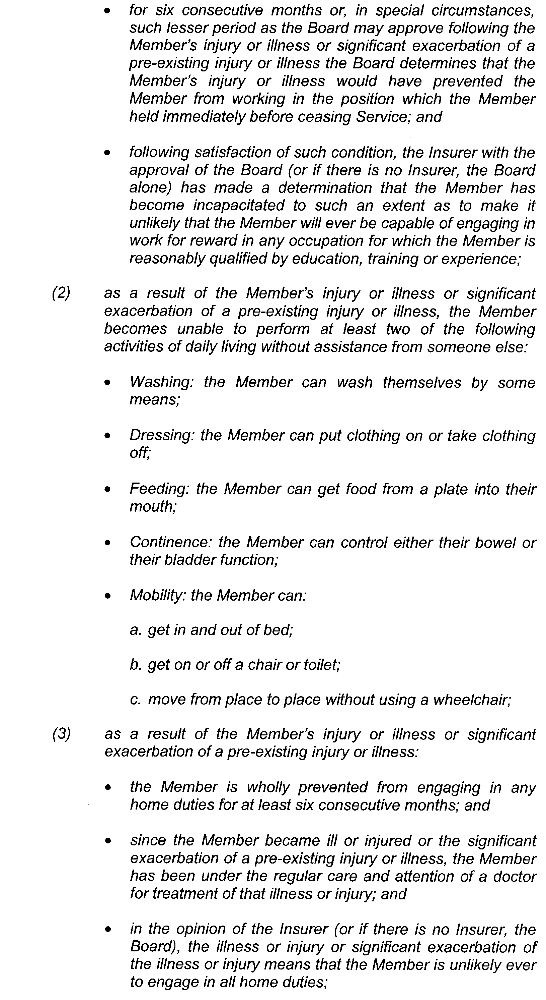 • for six consecutive months or, in special circumstances,
such lesser period as the Board may approve following the
Member's injury or illness or significant exacerbation of a
pre-existing injury or illness the Board determines that the
Member's injury or illness would have prevented the
Member from working in the position which the Member
held immediately before ceasing Service; and
• following satisfaction of such condition, the Insurer with the
approval of the Board (or if there is no Insurer, the Board
alone) has made a determination that the Member has
become incapacitated to such an extent as to make it
unlikely that the Member will ever be capable of engaging in
work for reward in any occupation for which the Member is
reasonably qualified by education, training or experience;
(2) as a result of the Member's injury or illness or significant
exacerbation of a pre-existing injury or illness, the Member
becomes unable to perform at least two of the following
activities of daily living without assistance from someone else:
• Washing: the Member can wash themselves by some
means;
• Dressing: the Member can put clothing on or take clothing
off;
• Feeding: the Member can get food from a plate into their
mouth;
• Continence: the Member can control either their bowel or
their bladder function;
• Mobility: the Member can:
a. get in and out of bed;
b. get on or off a chair or toilet;
c. move from place to place without using a wheelchair;
(3) as a result of the Member's injury or illness or significant
exacerbation of a pre-existing injury or illness:
• the Member is wholly prevented from engaging in any
home duties for at least six consecutive months; and
• since the Member became ill or injured or the significant
exacerbation of a pre-existing injury or illness, the Member
has been under the regular care and attention of a doctor
for treatment of that illness or injury; and
• in the opinion of the Insurer (or if there is no Insurer, the
Board), the illness or injury or significant exacerbation of
the illness or injury means that the Member is unlikely ever
to engage in all home duties;